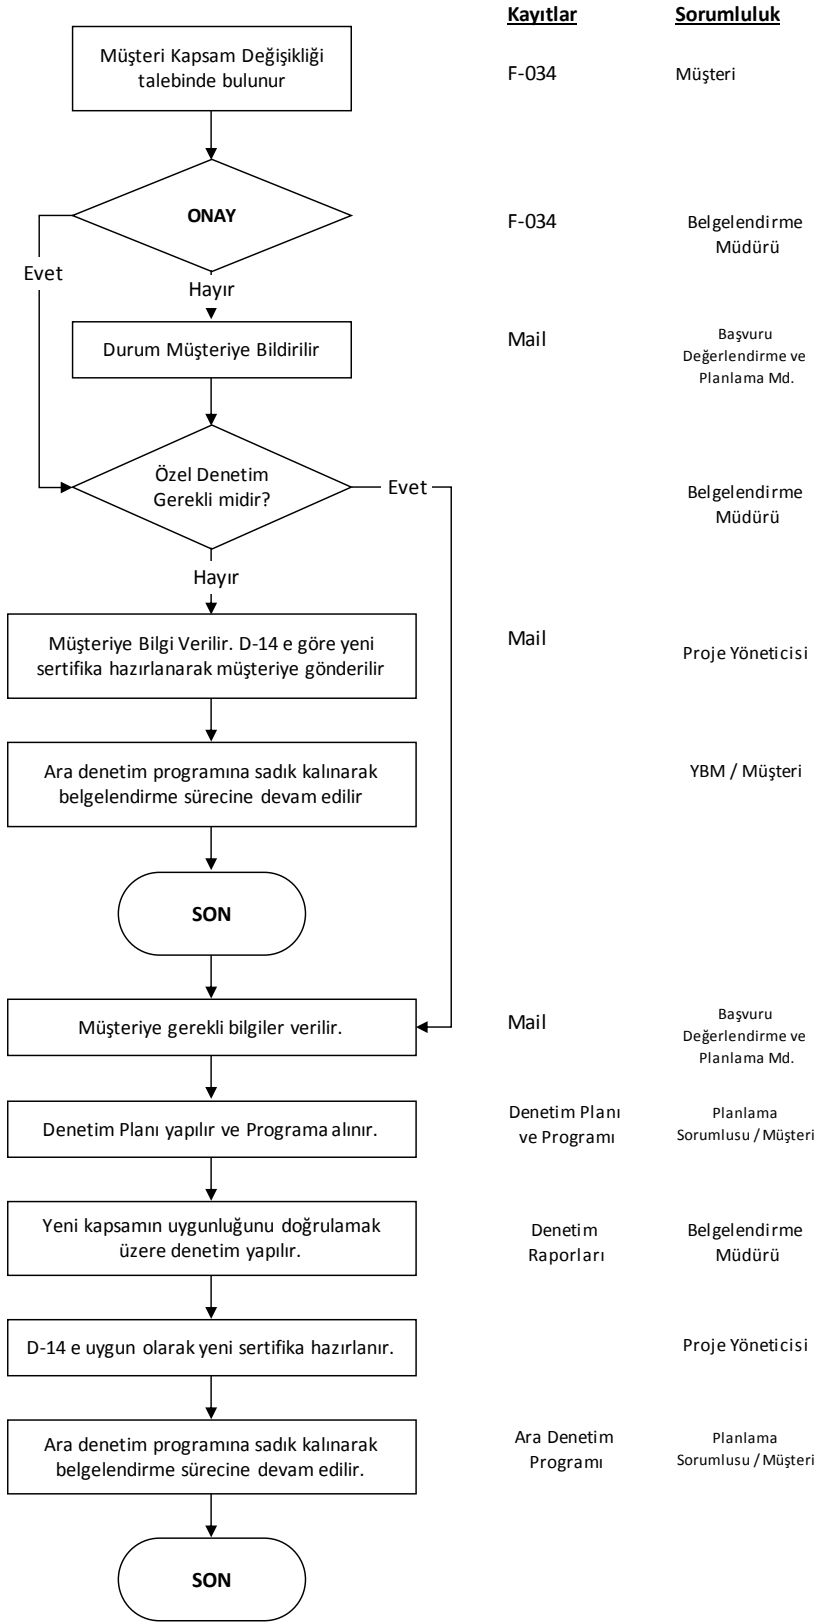 Kayıtlar
Sorumluluk
Müşteri Kapsam Değişikliği
talebinde bulunur
F-034
Müşteri
ONAY
F-034
Belgelendirme
Müdürü
Evet
Hayır
Durum Müşteriye Bildirilir
Mail
Başvuru
Değerlendirme ve
Planlama Md.
Özel Denetim
Gerekli midir?
Evet
Belgelendirme
Müdürü
Hayır
Müşteriye Bilgi Verilir. D-14 e göre yeni
sertifika hazırlanarak müşteriye gönderilir
Mail
Proje Yöneticisi
Ara denetim programına sadık kalınarak
belgelendirme sürecine devam edilir
YBM / Müşteri
SON
Müşteriye gerekli bilgiler verilir.
Mail
Başvuru
Değerlendirme ve
Planlama Md.
Denetim Planı yapılır ve Programa alınır.
Denetim Planı
ve Programı
Planlama
Sorumlusu / Müşteri
Yeni kapsamın uygunluğunu doğrulamak
üzere denetim yapılır.
Denetim
Raporları
Belgelendirme
Müdürü
D-14 e uygun olarak yeni sertifika hazırlanır.
Proje Yöneticisi
Ara denetim programına sadık kalınarak
belgelendirme sürecine devam edilir.
Ara Denetim
Programı
Planlama
Sorumlusu / Müşteri
SON